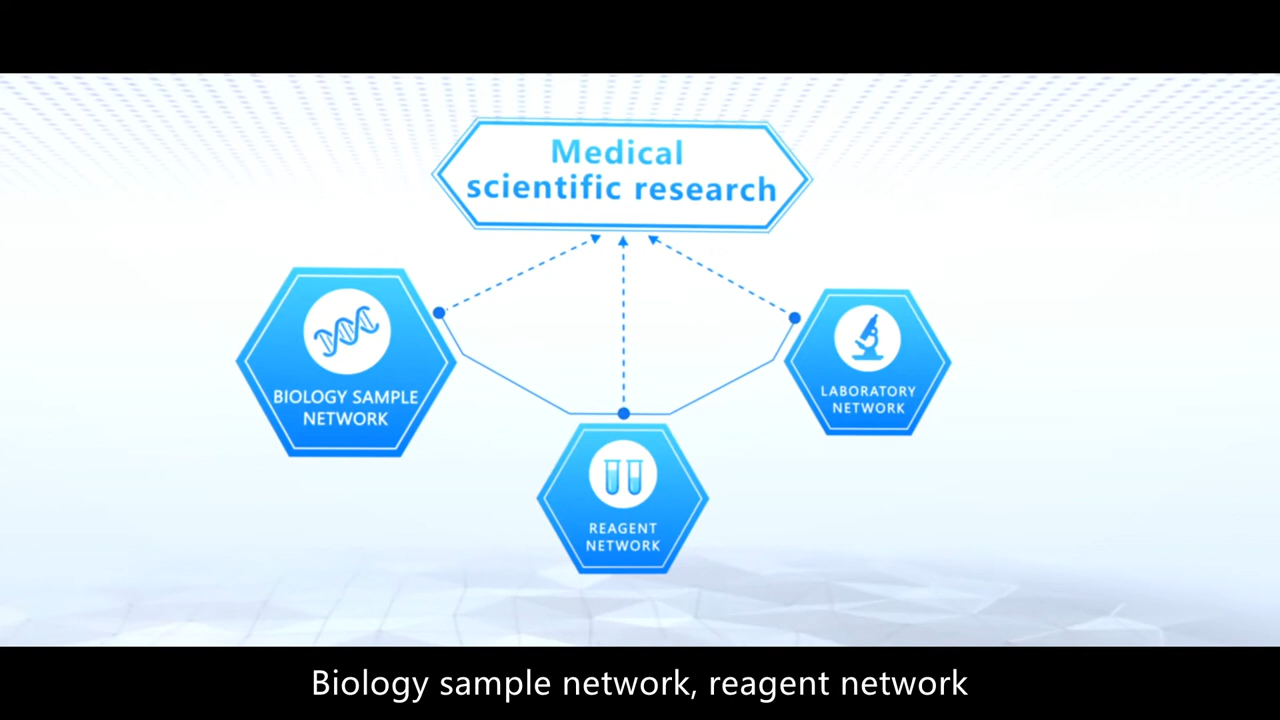 Medical
scientific research
BIOLOGY SAMPLE
NETWORK
LABORATORY
NETWORK
REAGENT
NETWORK
Biology sample network, reagent network